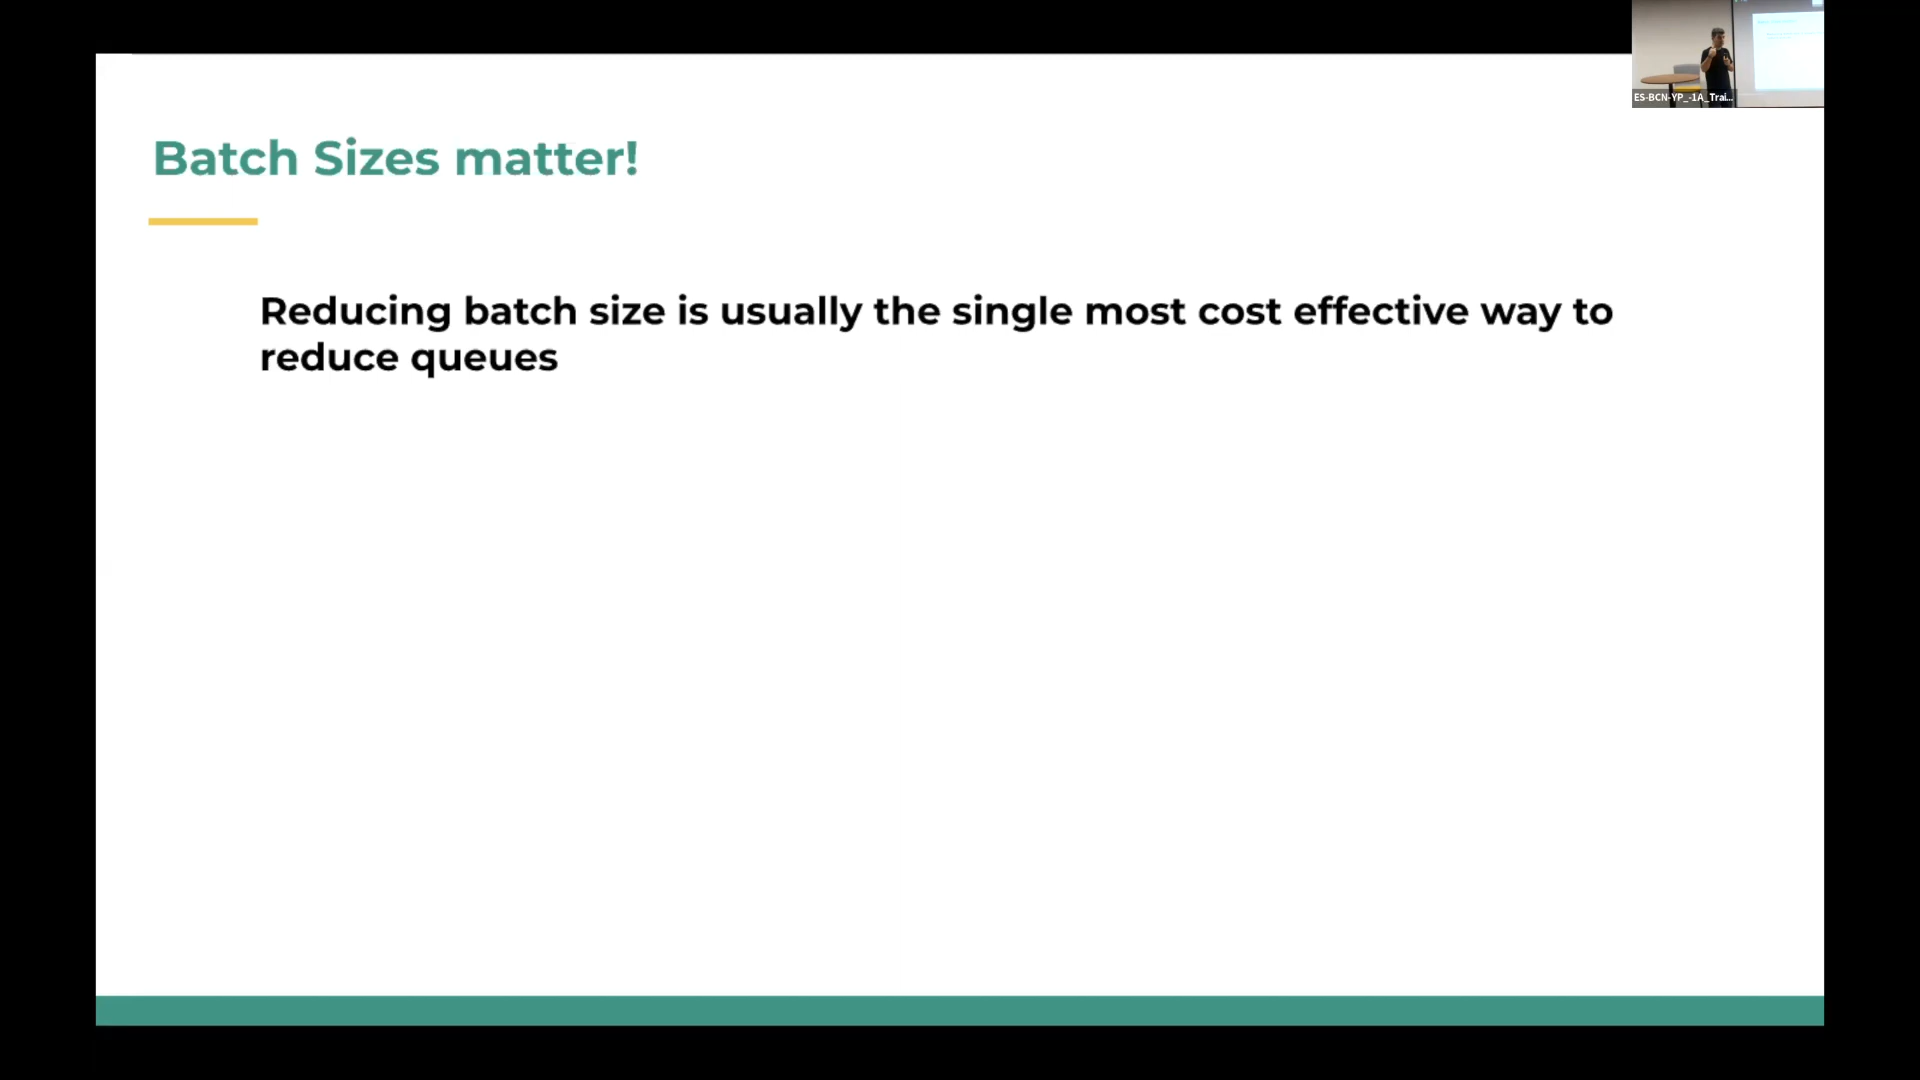 Batch Sizes matter!
Reducing batch size is usually the single most cost effective way to
reduce queues
ES-BCN-YP_-1A_Trai...